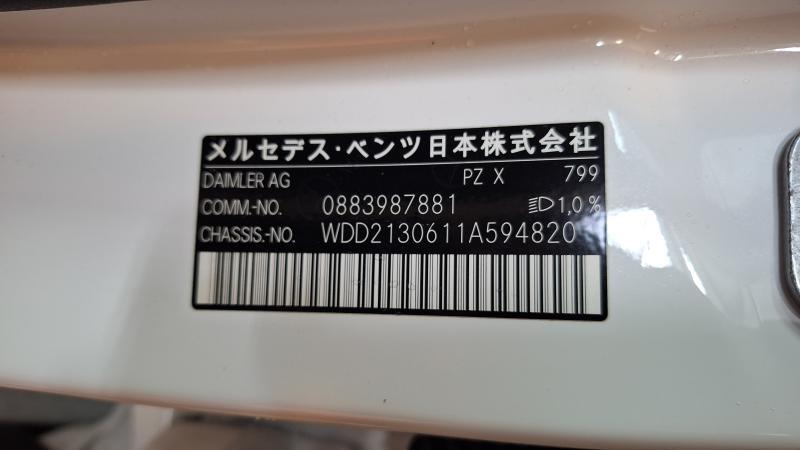 メルセデス・ベンツ日本株式会社
DAIMLER AG PZ X 799
COMM.-NO. 0883987881 1,0 %
CHASSIS.-NO. WDD2130611A594820